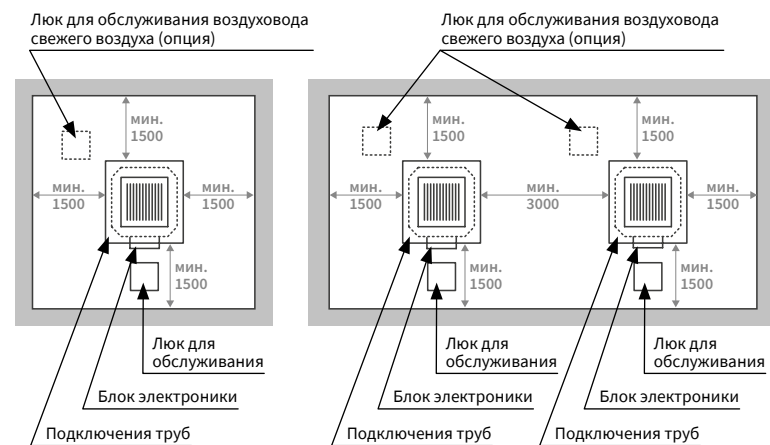 Люк для обслуживания воздуховода
свежего воздуха (опция)
мин.
1500
мин.
1500
мин.
1500
мин.
1500
Люк для
обслуживания
Блок электроники
Подключения труб
Люк для обслуживания воздуховода
свежего воздуха (опция)
мин.
1500
мин.
1500
мин.
1500
мин.
3000
мин.
1500
мин.
1500
мин.
1500
Люк для
обслуживания
Люк для
обслуживания
Блок электроники
Блок электроники
Подключения труб
Подключения труб